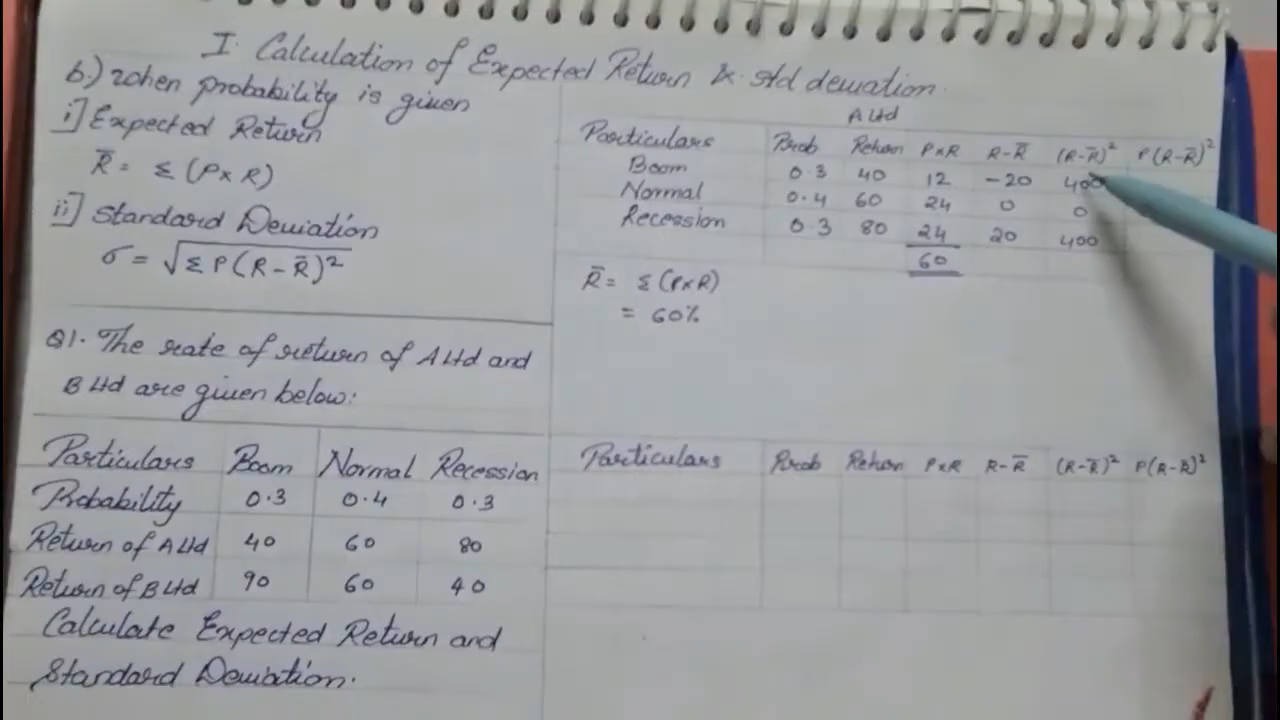 I. Calculation of Expected Return & std deviation.
b.) When probability is given
i] Expected Return
R̄ = Σ (P×R)
ii] Standard Deviation
σ = √Σ P(R-R̄)²
Q1. The rate of return of A Ltd and
B Ltd are given below:
Particulars Boom Normal Recession
Probability 0.3 0.4 0.3
Return of A Ltd 40 60 80
Return of B Ltd 90 60 40
Calculate Expected Return and
Standard Deviation.
A Ltd
Particulars Prob Return P×R R-R̄ (R-R̄)² P(R-R̄)²
Boom 0.3 40 12 -20 400
Normal 0.4 60 24 0 0
Recession 0.3 80 24 20 400
60
R̄ = Σ (P×R)
= 60%
Particulars Prob Return P×R R-R̄ (R-R̄)² P(R-R)²